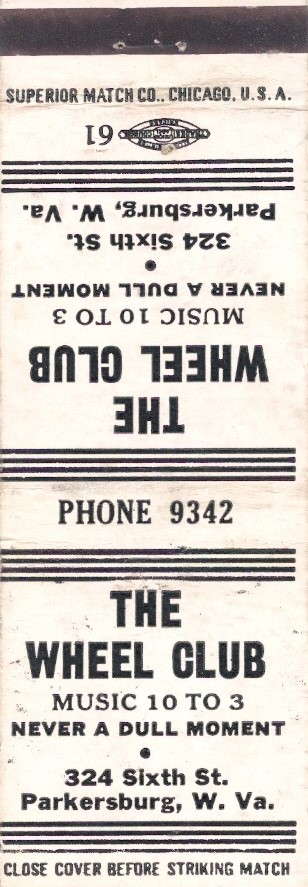 SUPERIOR MATCH CO., CHICAGO, U.S.A.
61
THE
WHEEL CLUB
MUSIC 10 TO 3
NEVER A DULL MOMENT
•
324 Sixth St.
Parkersburg, W. Va.
PHONE 9342
THE
WHEEL CLUB
MUSIC 10 TO 3
NEVER A DULL MOMENT
•
324 Sixth St.
Parkersburg, W. Va.
CLOSE COVER BEFORE STRIKING MATCH